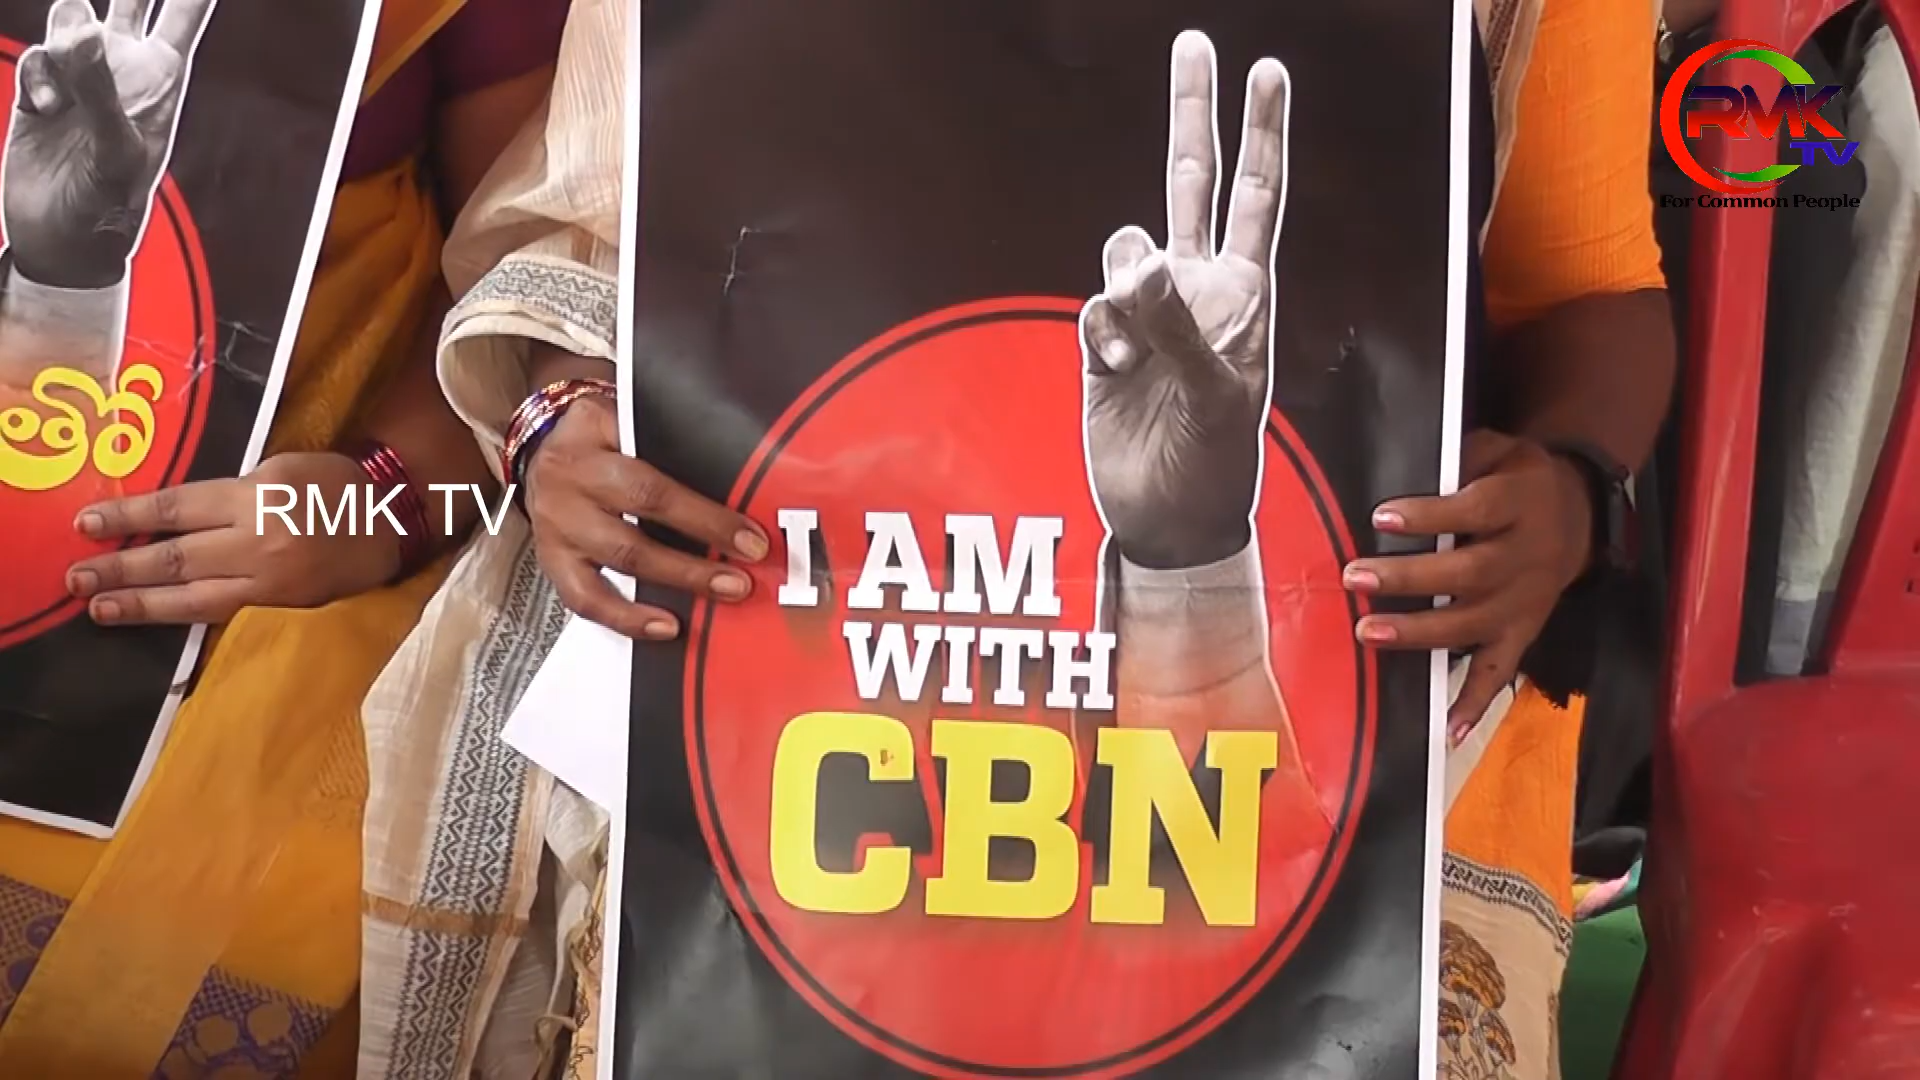 RMK
TV
For Common People
ంతో
RMK TV
I AM
WITH
CBN